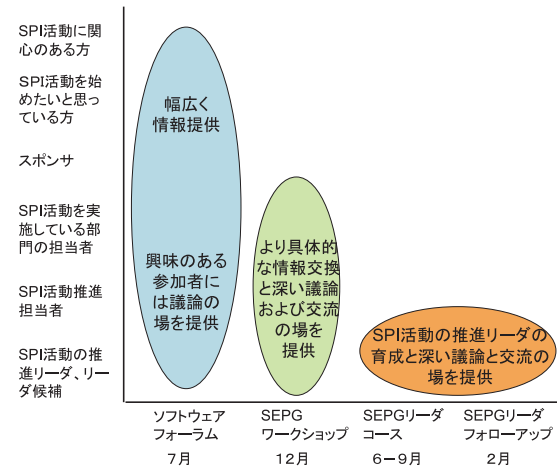 SPI活動に関
心のある方
SPI活動を始
めたいと思っ
ている方
スポンサ
SPI活動を実
施している部
門の担当者
SPI活動推進
担当者
SPI活動の推
進リーダ、リー
ダ候補
幅広く
情報提供
興味のある
参加者に
は議論の
場を提供
より具体的
な情報交換
と深い議論
および交流
の場を
提供
SPI活動の推進リーダの
育成と深い議論と交流の
場を提供
ソフトウェア
フォーラム
7月
SEPG
ワークショップ
12月
SEPGリーダ
コース
6－9月
SEPGリーダ
フォローアップ
2月